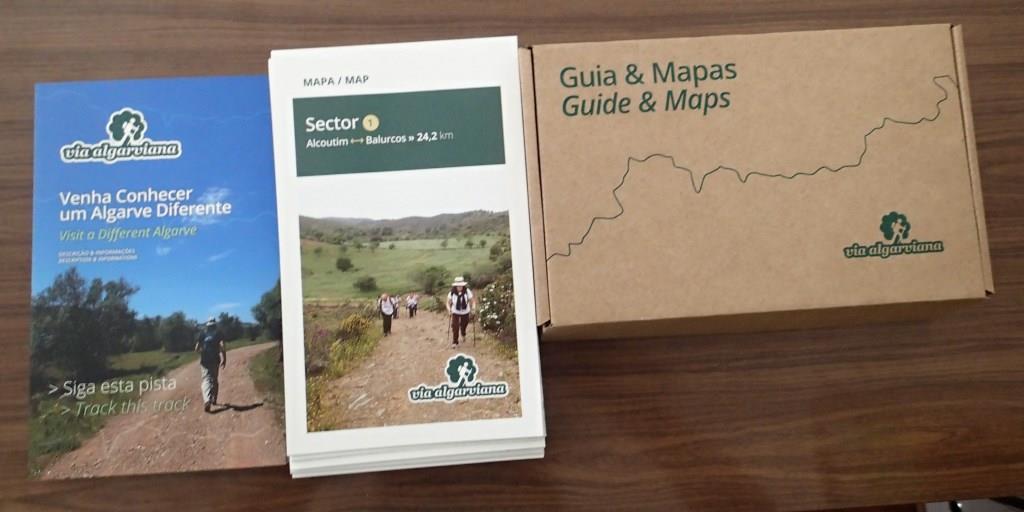 via algarviana
Venha Conhecer
um Algarve Diferente
Visit a Different Algarve
DESCRIÇÃO & INFORMAÇÕES
DESCRIPTION & INFORMATIONS
> Siga esta pista
> Track this track
MAPA / MAP
Sector 1
Alcoutim ⟷ Balurcos » 24,2 km
via algarviana
Guia & Mapas
Guide & Maps
via algarviana